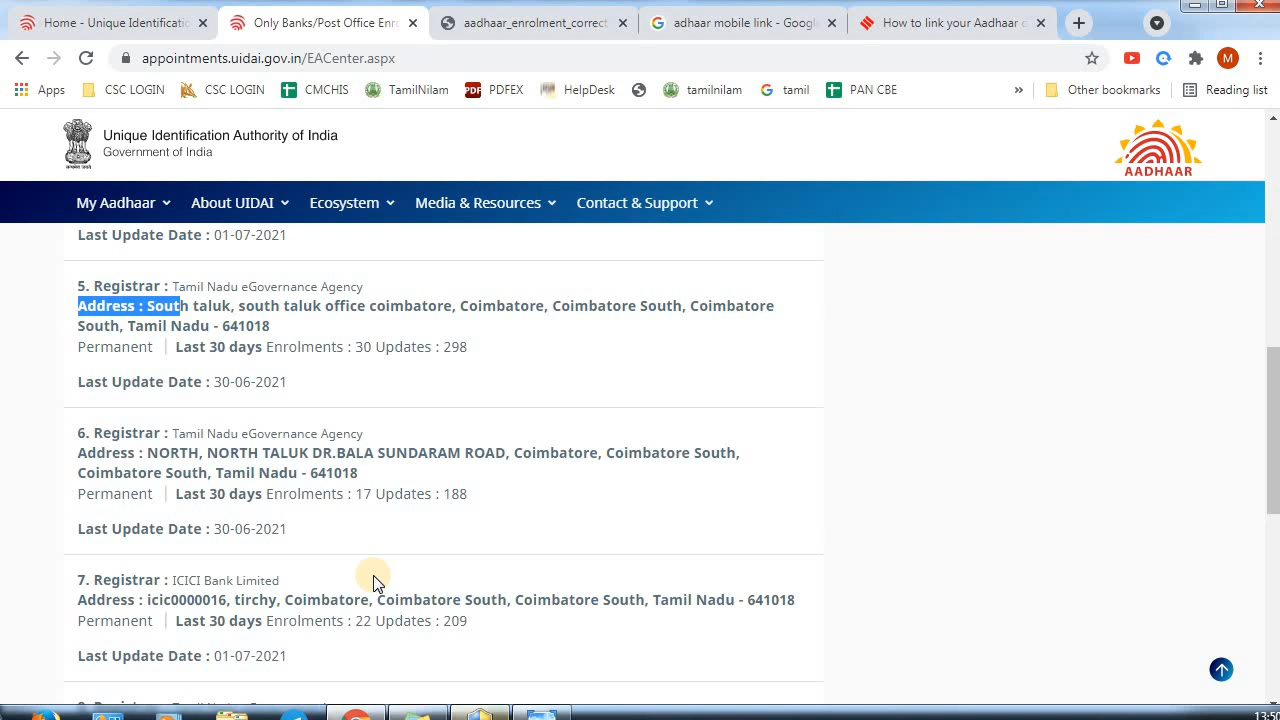 Home - Unique Identificatio
Only Banks/Post Office Enro
aadhaar_enrolment_correct
adhaar mobile link - Google
How to link your Aadhaar
appointments.uidai.gov.in/EACenter.aspx
M
Apps
CSC LOGIN
CSC LOGIN
CMCHIS
TamilNilam
PDF
PDFEX
HelpDesk
tamilnilam
tamil
PAN CBE
»
Other bookmarks
Reading list
Unique Identification Authority of India
Government of India
AADHAAR
My Aadhaar
About UIDAI
Ecosystem
Media & Resources
Contact & Support
Last Update Date : 01-07-2021
5. Registrar : Tamil Nadu eGovernance Agency
Address : South taluk, south taluk office coimbatore, Coimbatore, Coimbatore South, Coimbatore
South, Tamil Nadu - 641018
Permanent | Last 30 days Enrolments : 30 Updates : 298
Last Update Date : 30-06-2021
6. Registrar : Tamil Nadu eGovernance Agency
Address : NORTH, NORTH TALUK DR.BALA SUNDARAM ROAD, Coimbatore, Coimbatore South,
Coimbatore South, Tamil Nadu - 641018
Permanent | Last 30 days Enrolments : 17 Updates : 188
Last Update Date : 30-06-2021
7. Registrar : ICICI Bank Limited
Address : icic0000016, tirchy, Coimbatore, Coimbatore South, Coimbatore South, Tamil Nadu - 641018
Permanent | Last 30 days Enrolments : 22 Updates : 209
Last Update Date : 01-07-2021